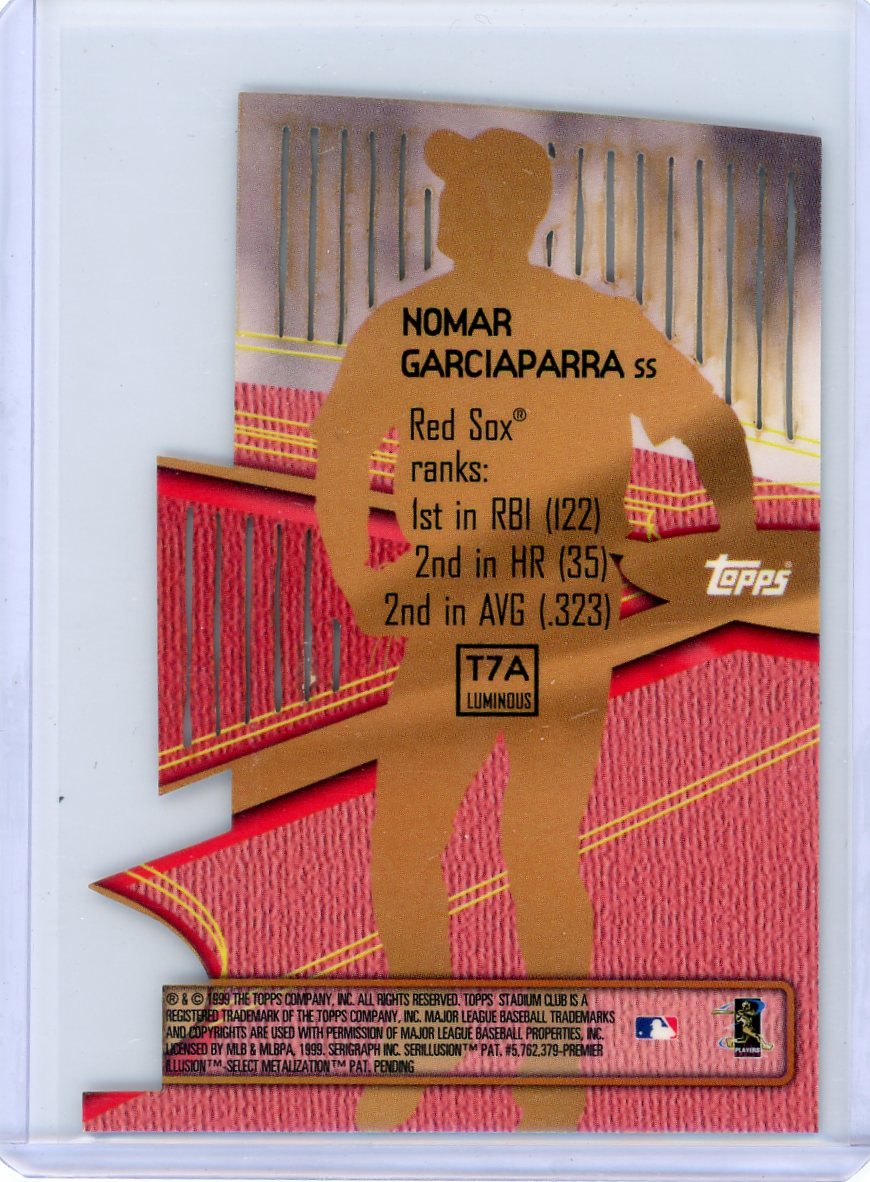 NOMAR
GARCIAPARRA SS
Red Sox®
ranks:
1st in RBI (122)
2nd in HR (35)
2nd in AVG (.323)
Topps®
T7A
LUMINOUS
® & © 1999 THE TOPPS COMPANY, INC. ALL RIGHTS RESERVED. TOPPS STADIUM CLUB IS A
REGISTERED TRADEMARK OF THE TOPPS COMPANY, INC. MAJOR LEAGUE BASEBALL TRADEMARKS
AND COPYRIGHTS ARE USED WITH PERMISSION OF MAJOR LEAGUE BASEBALL PROPERTIES, INC.
LICENSED BY MLB & MLBPA, 1999. SERIGRAPH INC. SERILLUSION™ PAT. #5,762,379-PREMIER
ILLUSION™-SELECT METALIZATION™ PAT. PENDING
PLAYERS